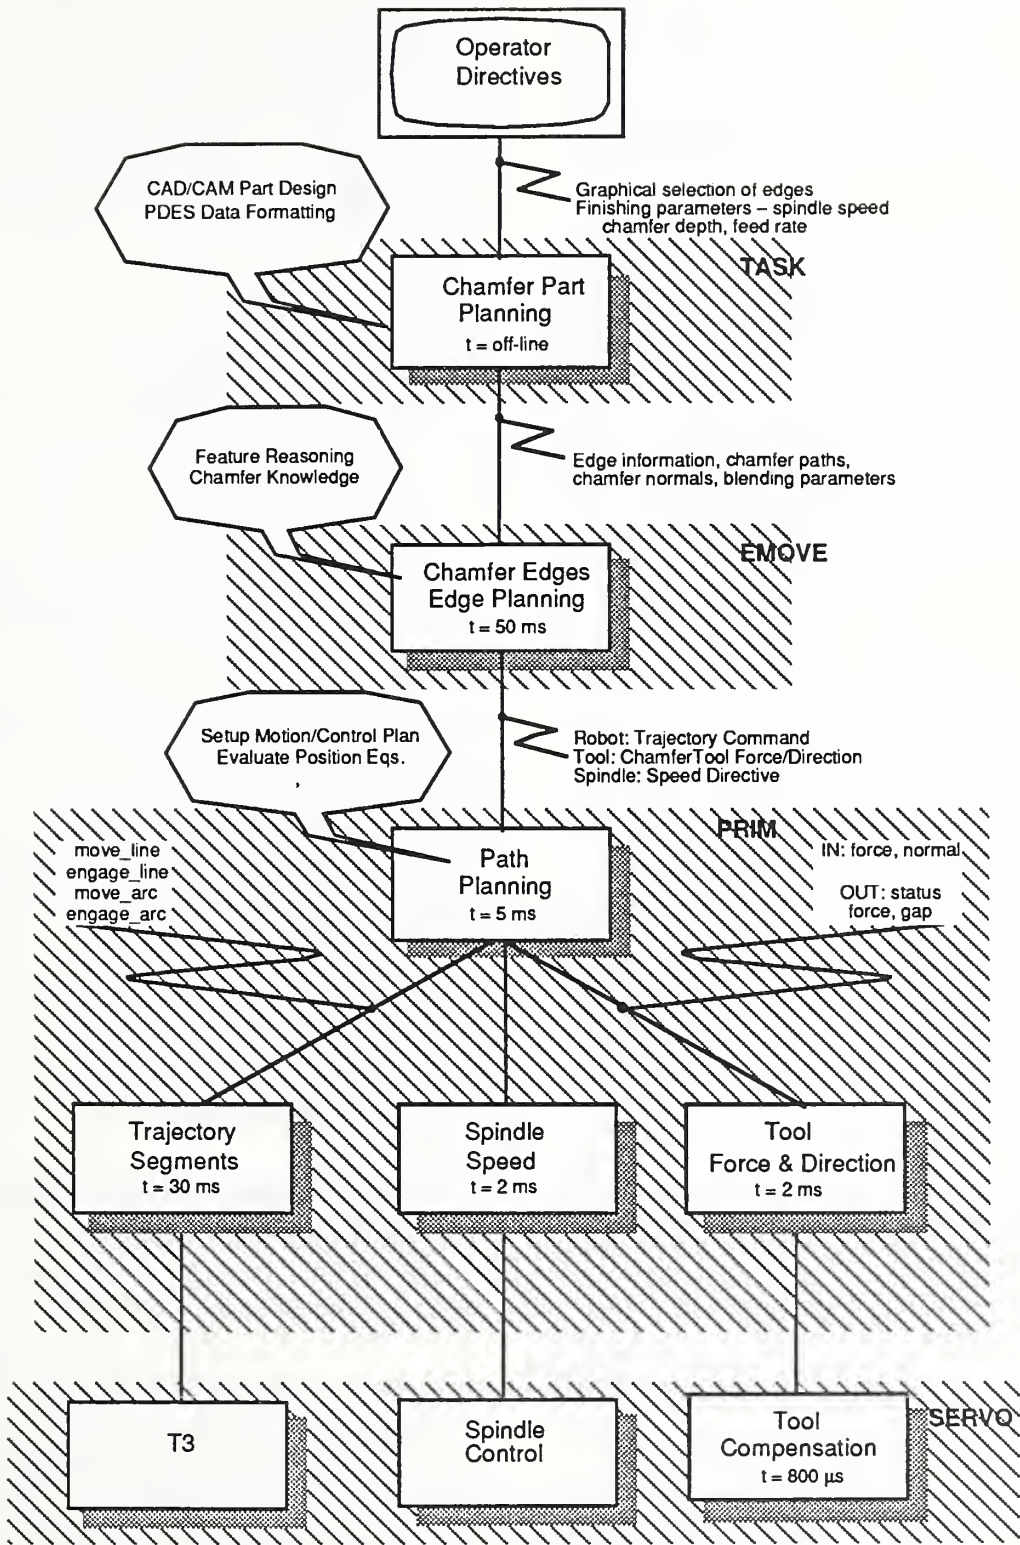 Operator
Directives
CAD/CAM Part Design
PDES Data Formatting
Graphical selection of edges
Finishing parameters – spindle speed
chamfer depth, feed rate
TASK
Chamfer Part
Planning
t = off-line
Feature Reasoning
Chamfer Knowledge
Edge information, chamfer paths,
chamfer normals, blending parameters
EMOVE
Chamfer Edges
Edge Planning
t = 50 ms
Setup Motion/Control Plan
Evaluate Position Eqs.
,
Robot: Trajectory Command
Tool: ChamferTool Force/Direction
Spindle: Speed Directive
PRIM
move_line
engage_line
move_arc
engage_arc
Path
Planning
t = 5 ms
IN: force, normal
OUT: status
force, gap
Trajectory
Segments
t = 30 ms
Spindle
Speed
t = 2 ms
Tool
Force & Direction
t = 2 ms
SERVO
T3
Spindle
Control
Tool
Compensation
t = 800 µs